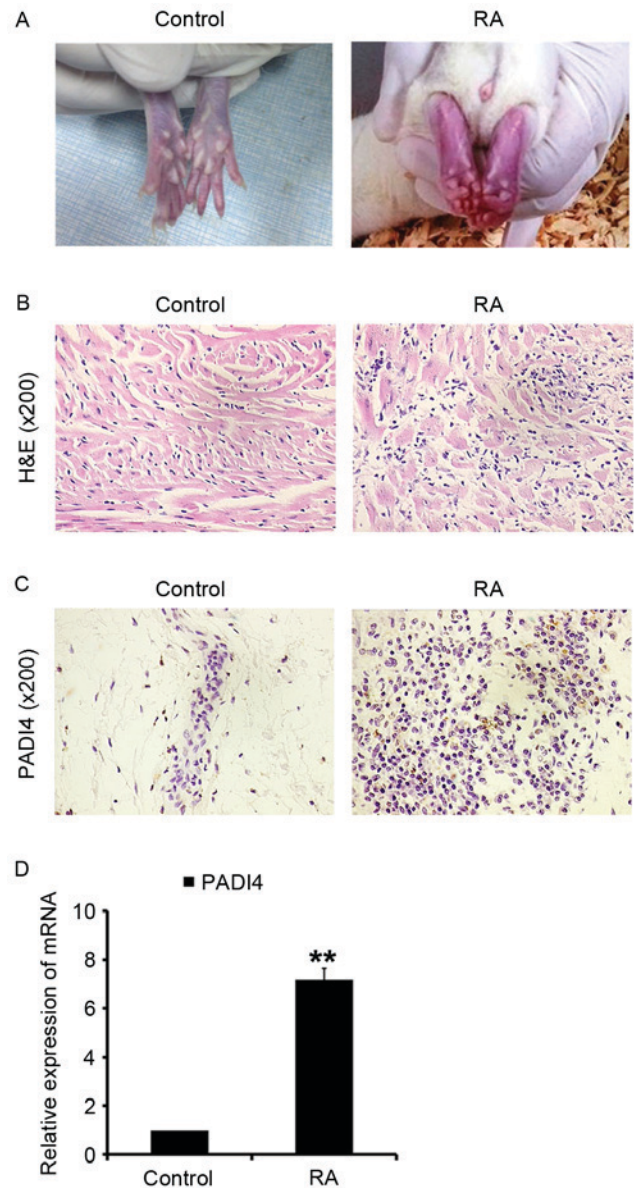 A
Control
RA
B
Control
RA
H&E (x200)
C
Control
RA
PADI4 (x200)
D
PADI4
Relative expression of mRNA
10
8
6
4
2
0
**
Control
RA